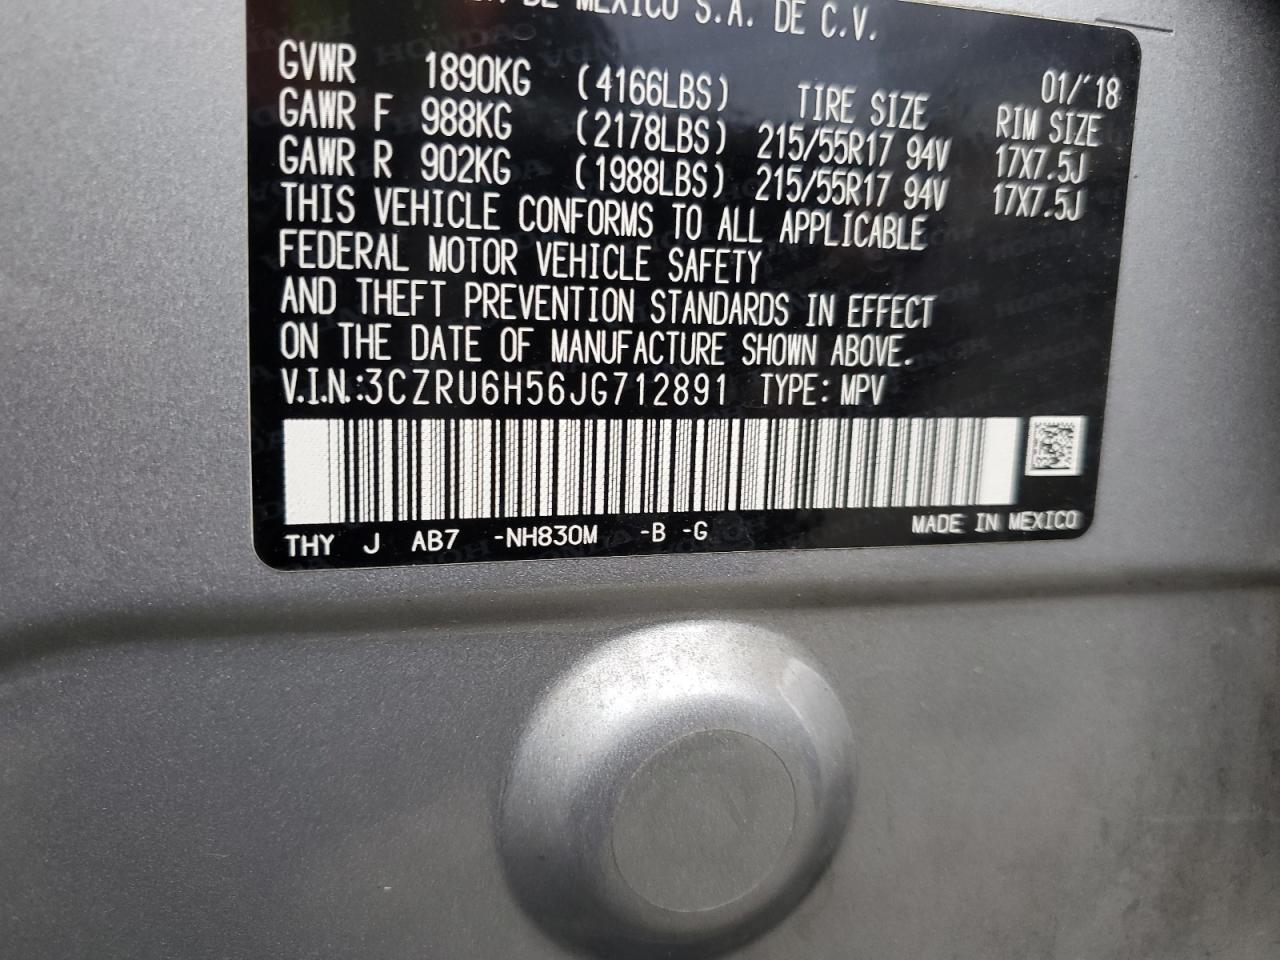 DE MEXICO S.A. DE C.V.
01/'18
GVWR 1890KG (4166LBS) TIRE SIZE RIM SIZE
GAWR F 988KG (2178LBS) 215/55R17 94V 17X7.5J
GAWR R 902KG (1988LBS) 215/55R17 94V 17X7.5J
THIS VEHICLE CONFORMS TO ALL APPLICABLE
FEDERAL MOTOR VEHICLE SAFETY
AND THEFT PREVENTION STANDARDS IN EFFECT
ON THE DATE OF MANUFACTURE SHOWN ABOVE.
V.I.N.:3CZRU6H56JG712891 TYPE: MPV
THY J AB7 -NH830M -B -G MADE IN MEXICO